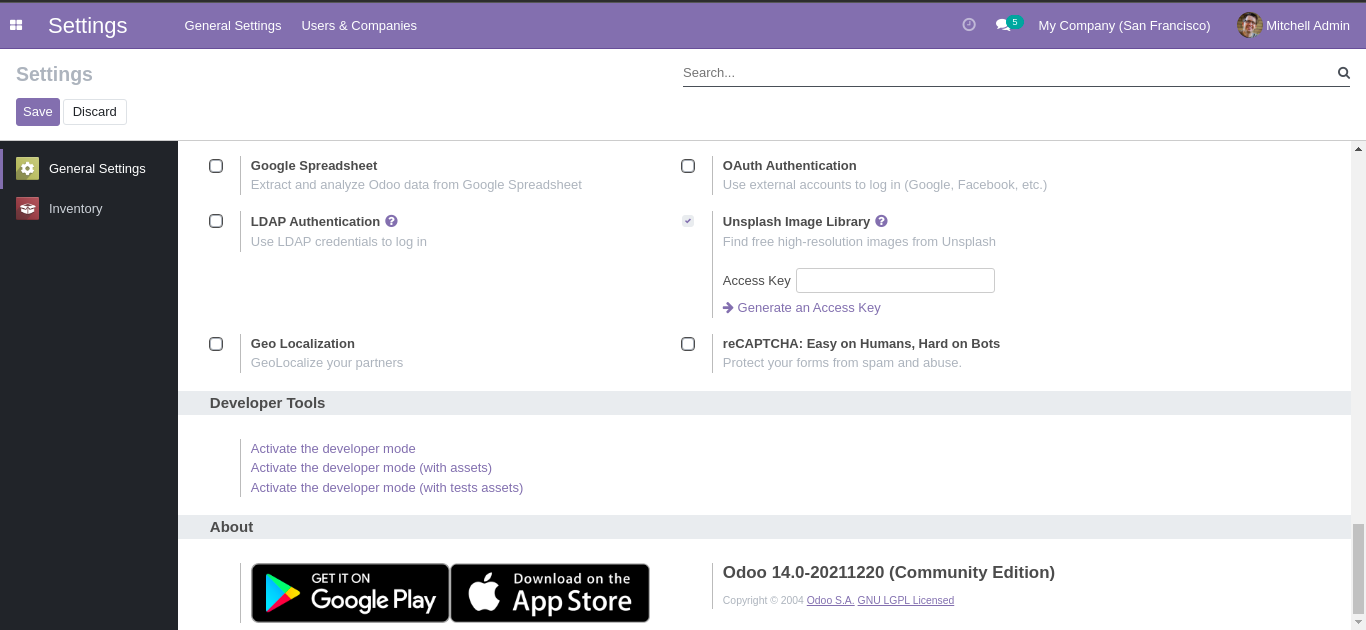 Settings General Settings Users & Companies 5 My Company (San Francisco) Mitchell Admin
Settings Search...
Save Discard
General Settings
Inventory
Google Spreadsheet
Extract and analyze Odoo data from Google Spreadsheet
OAuth Authentication
Use external accounts to log in (Google, Facebook, etc.)
LDAP Authentication ?
Use LDAP credentials to log in
Unsplash Image Library ?
Find free high-resolution images from Unsplash
Access Key
Generate an Access Key
Geo Localization
GeoLocalize your partners
reCAPTCHA: Easy on Humans, Hard on Bots
Protect your forms from spam and abuse.
Developer Tools
Activate the developer mode
Activate the developer mode (with assets)
Activate the developer mode (with tests assets)
About
GET IT ON
Google Play
Download on the
App Store
Odoo 14.0-20211220 (Community Edition)
Copyright © 2004 Odoo S.A. GNU LGPL Licensed